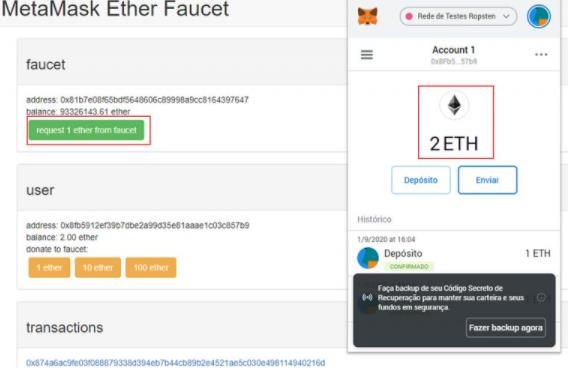 MetaMask Ether Faucet
faucet
address: 0x81b7e08f65bdf5648606c89998a9cc8164397647
balance: 93326143.61 ether
request 1 ether from faucet
user
address: 0x8fb5912ef39b7dbe2a99d35e61aaae1c03c857b9
balance: 2.00 ether
donate to faucet:
1 ether 10 ether 100 ether
transactions
0x674a6ac9fe03f088879338d394eb7b44cb89b2e4521ae5c030e498114940216d
Rede de Testes Ropsten
Account 1
0x8Fb5...57b9
2 ETH
Depósito Enviar
Histórico
1/9/2020 at 16:04
Depósito 1 ETH
CONFIRMADO
Faça backup de seu Código Secreto de
Recuperação para manter sua carteira e seus
fundos em segurança.
Fazer backup agora